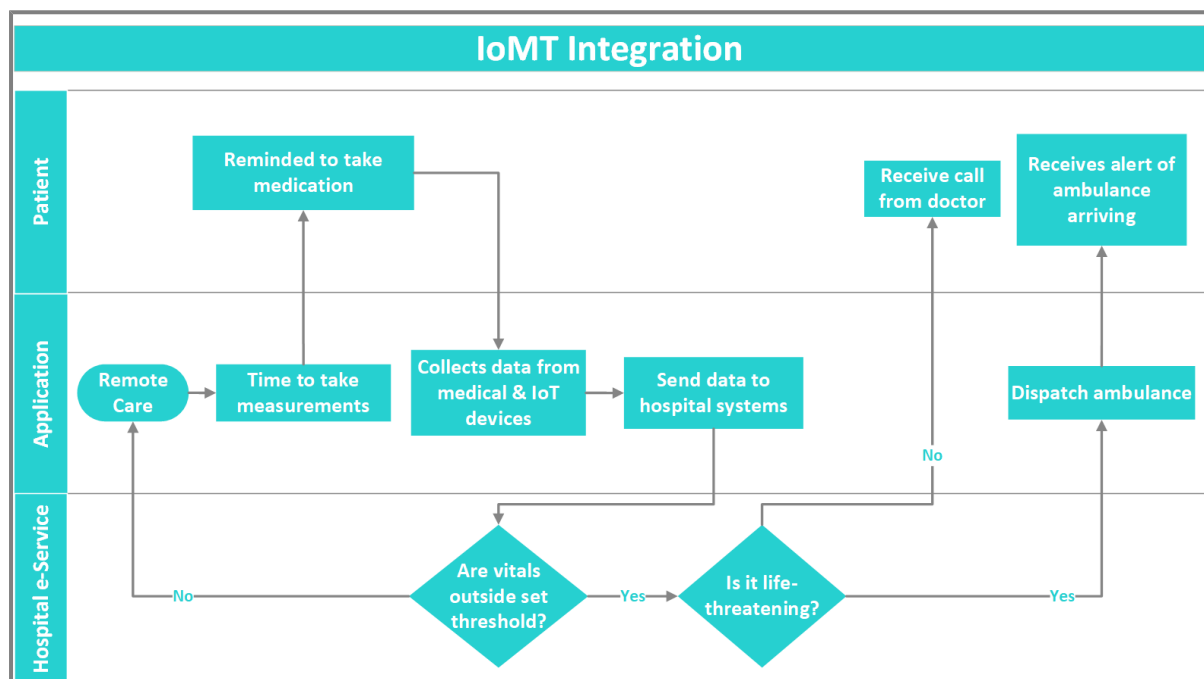 IoMT Integration
Patient
Reminded to take
medication
Receive call
from doctor
Receives alert of
ambulance
arriving
Application
Remote
Care
Time to take
measurements
Collects data from
medical & IoT
devices
Send data to
hospital systems
Dispatch ambulance
No
Hospital e-Service
No
Are vitals
outside set
threshold?
Yes
Is it life-
threatening?
Yes